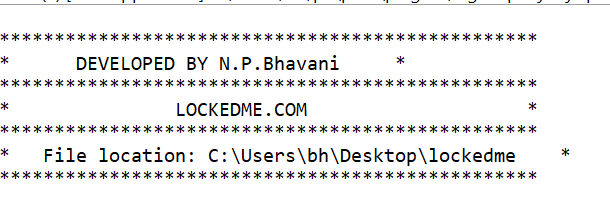 *************************************************
*      DEVELOPED BY N.P.Bhavani     *
*************************************************
*               LOCKEDME.COM                    *
*************************************************
*   File location: C:\Users\bh\Desktop\lockedme    *
*************************************************